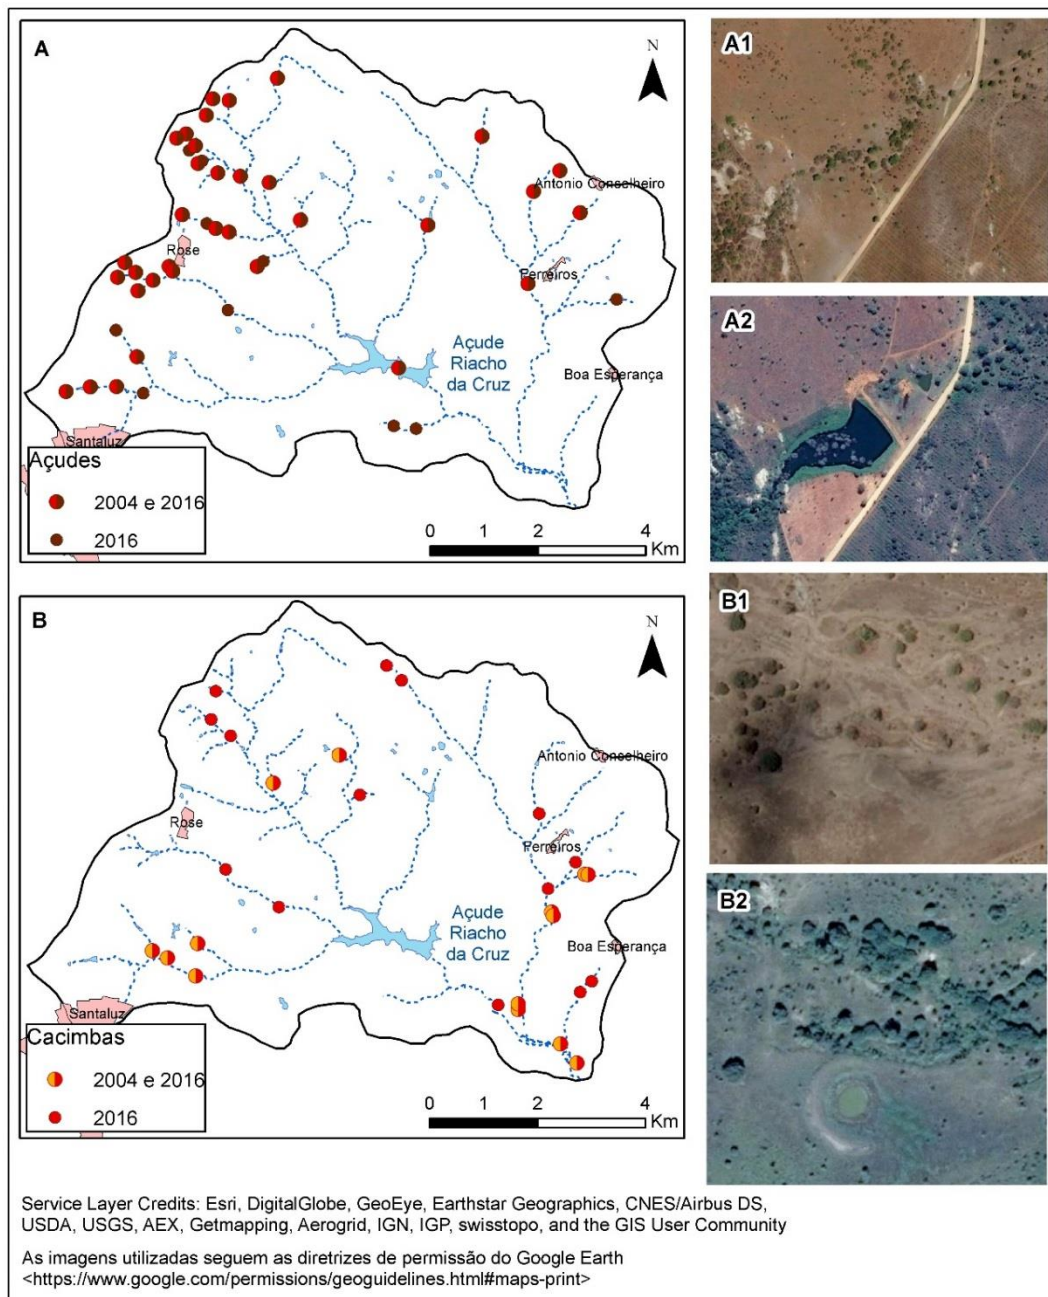 A
N
Antonio Conselheiro
Rose
Ferreiros
Açude
Riacho
da Cruz
Boa Esperança
Santaluz
Açudes
2004 e 2016
2016
0 1 2 4
Km
A1
A2
B
N
Antonio Conselheiro
Rose
Ferreiros
Açude
Riacho
da Cruz
Boa Esperança
Santaluz
Cacimbas
2004 e 2016
2016
0 1 2 4
Km
B1
B2
Service Layer Credits: Esri, DigitalGlobe, GeoEye, Earthstar Geographics, CNES/Airbus DS,
USDA, USGS, AEX, Getmapping, Aerogrid, IGN, IGP, swisstopo, and the GIS User Community
As imagens utilizadas seguem as diretrizes de permissão do Google Earth
<https://www.google.com/permissions/geoguidelines.html#maps-print>